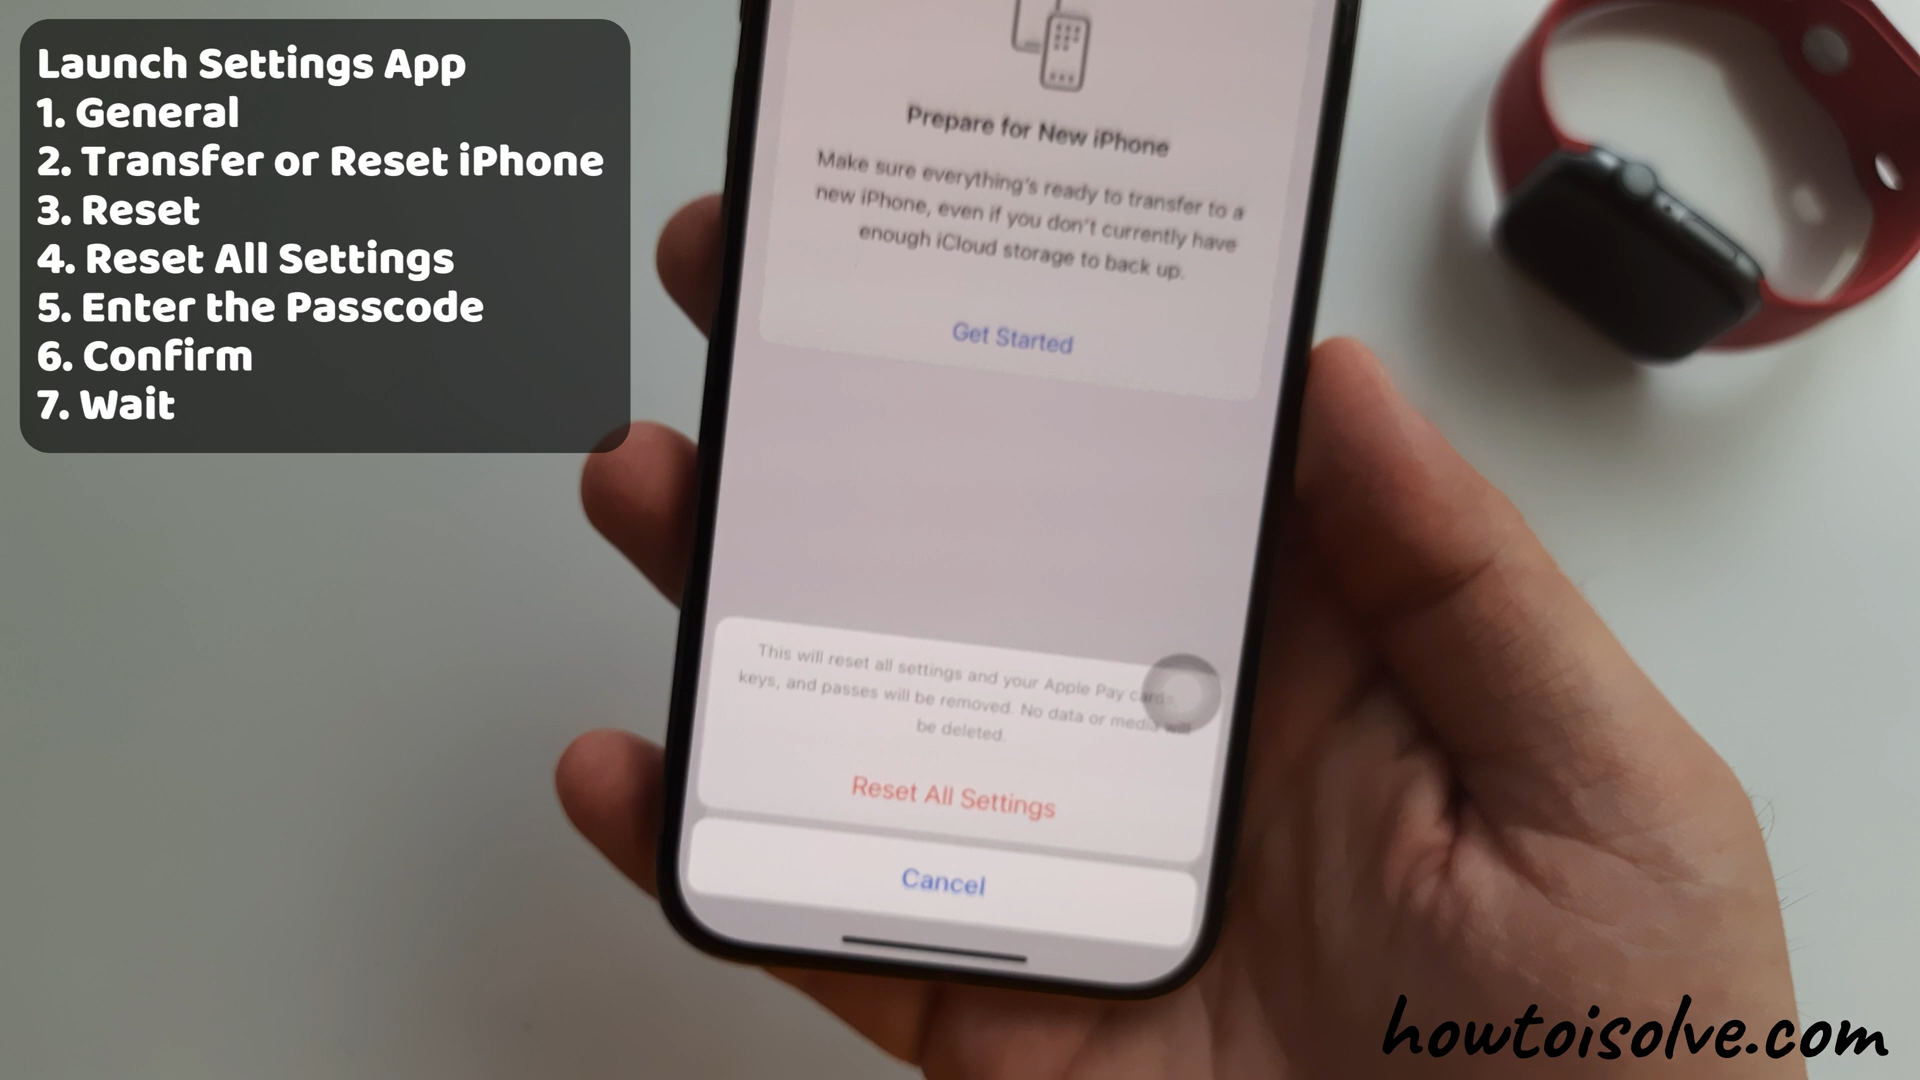 Launch Settings App
1. General
2. Transfer or Reset iPhone
3. Reset
4. Reset All Settings
5. Enter the Passcode
6. Confirm
7. Wait
Prepare for New iPhone
Make sure everything's ready to transfer to a
new iPhone, even if you don't currently have
enough iCloud storage to back up.
Get Started
This will reset all settings and your Apple Pay cards,
keys, and passes will be removed. No data or media will
be deleted.
Reset All Settings
Cancel
howtoisolve.com